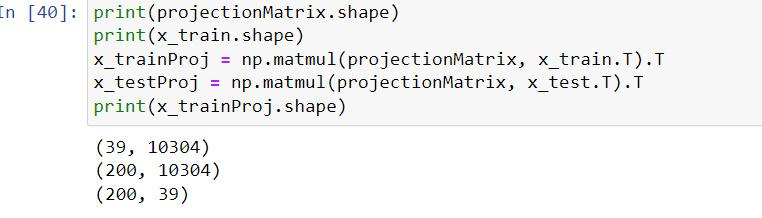 In [40]: print(projectionMatrix.shape)
print(x_train.shape)
x_trainProj = np.matmul(projectionMatrix, x_train.T).T
x_testProj = np.matmul(projectionMatrix, x_test.T).T
print(x_trainProj.shape)
(39, 10304)
(200, 10304)
(200, 39)